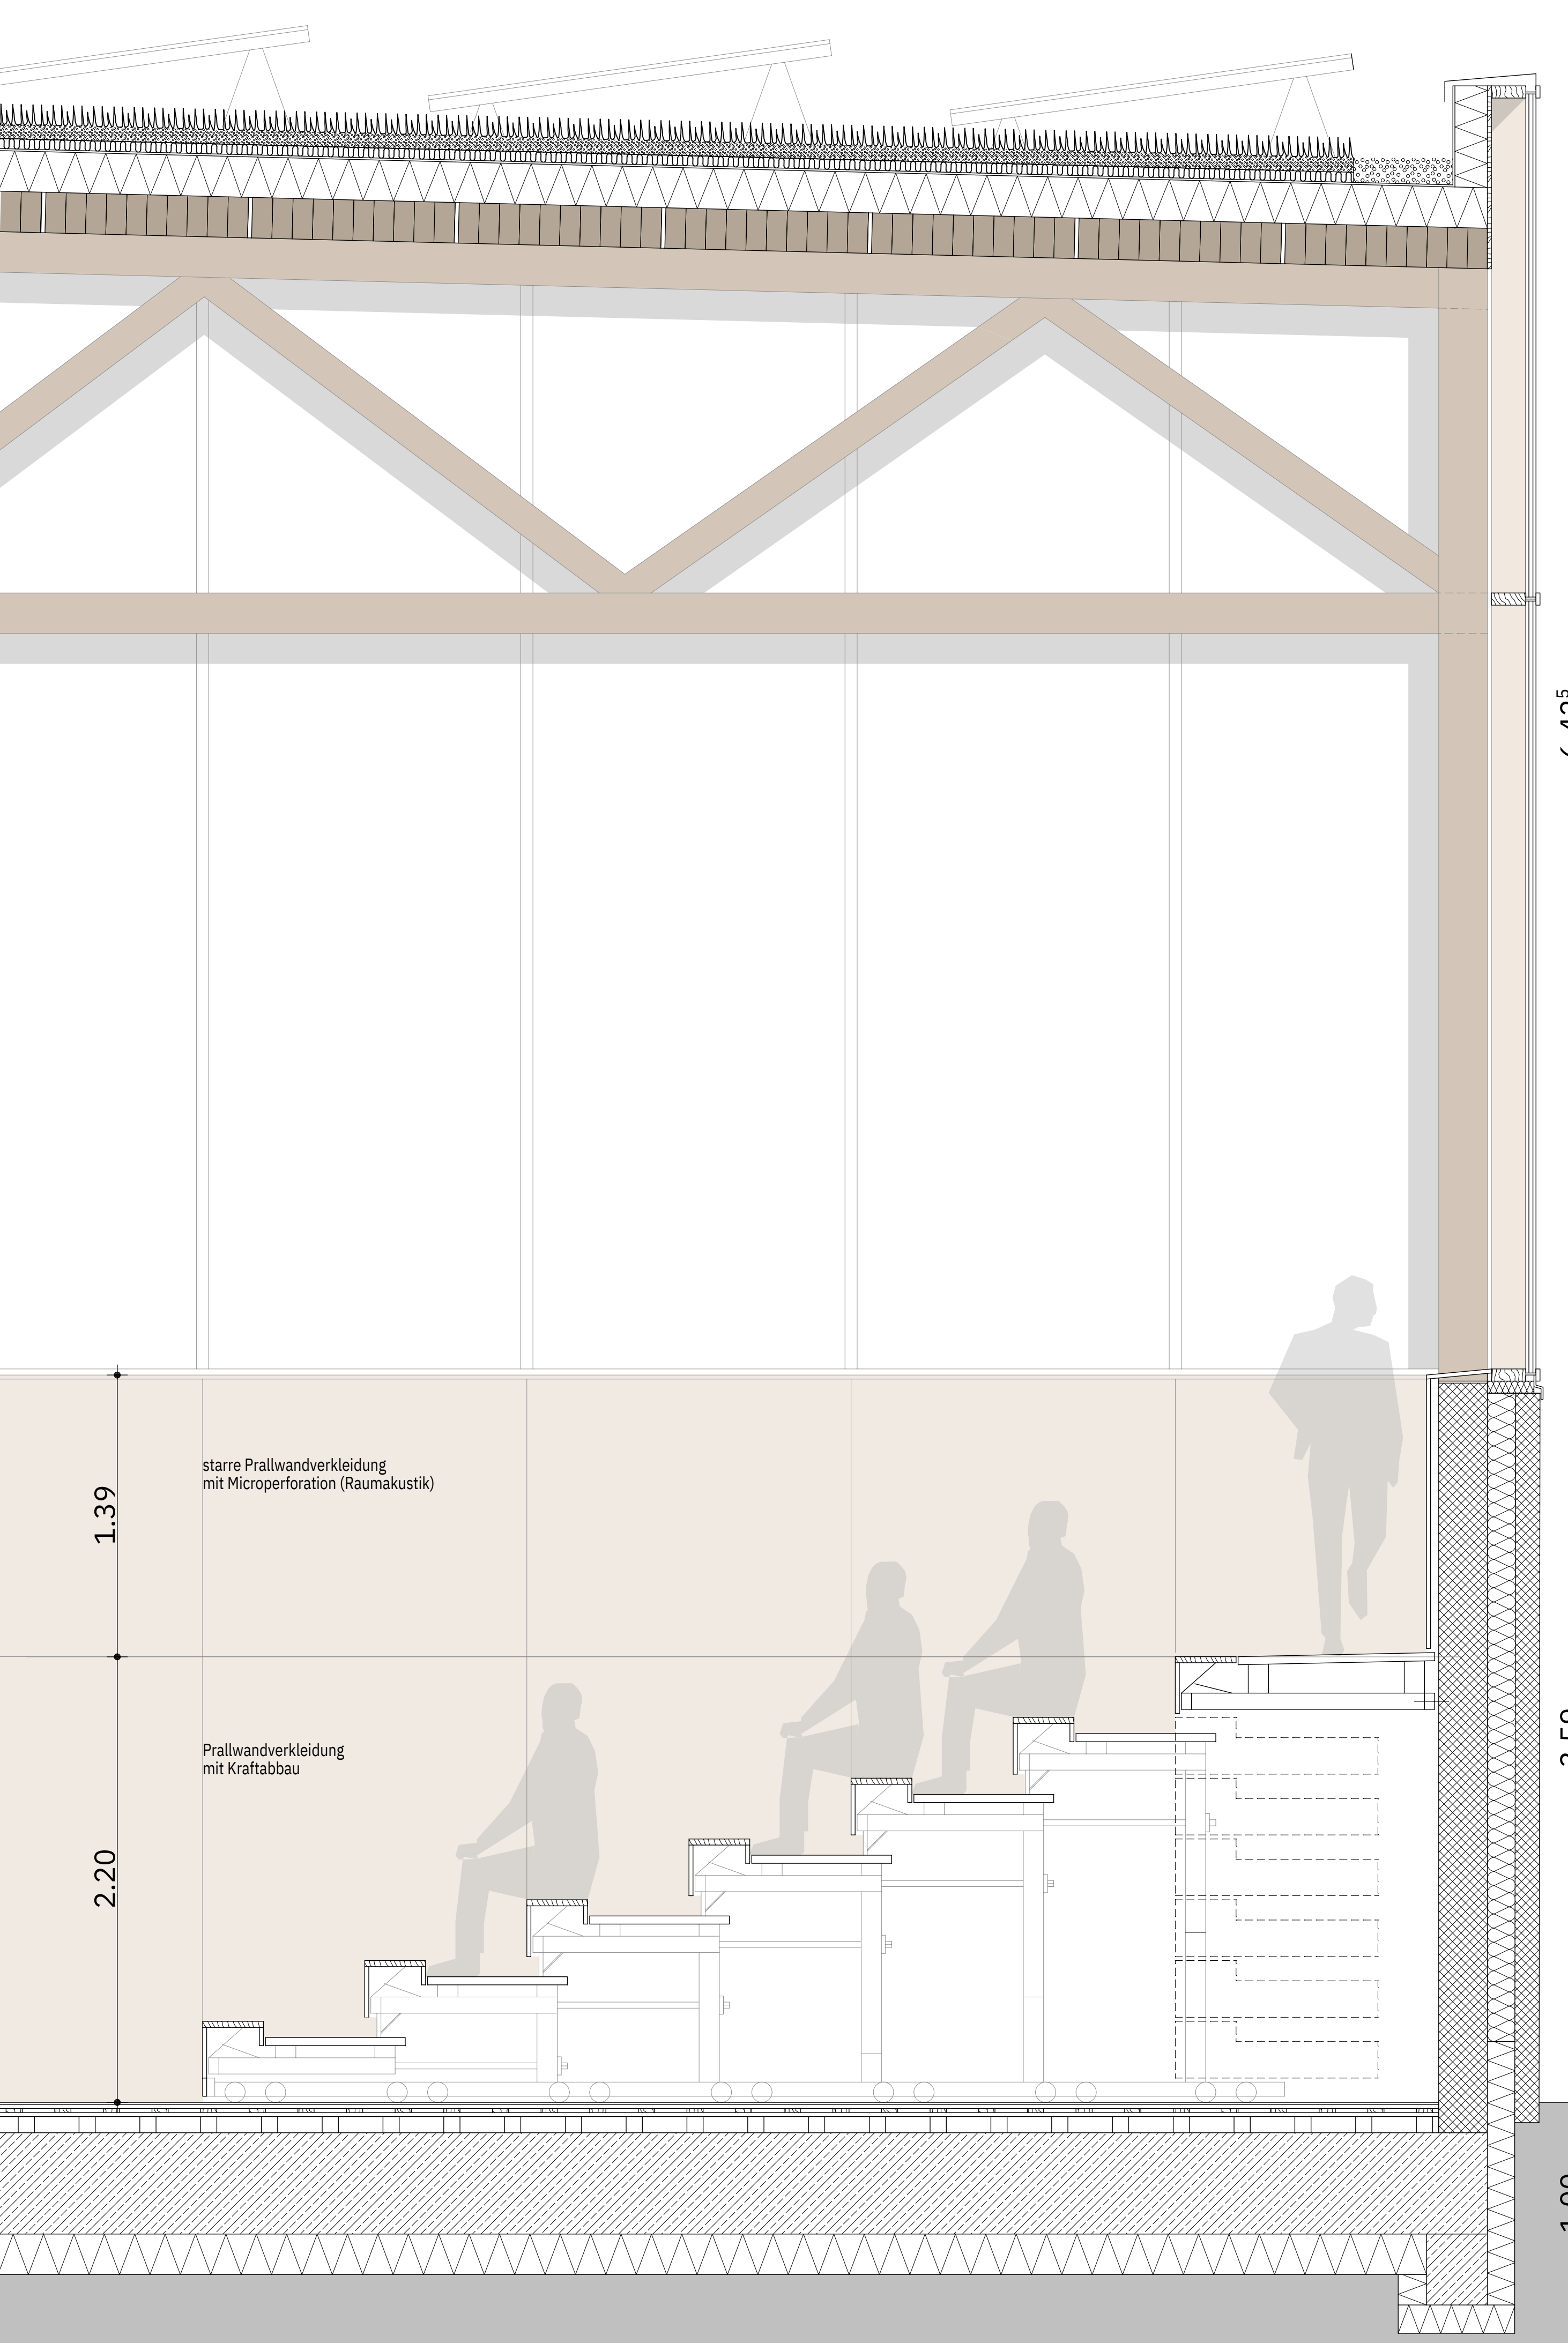 starre Prallwandverkleidung
mit Microperforation (Raumakustik)
1.39
Prallwandverkleidung
mit Kraftabbau
2.20